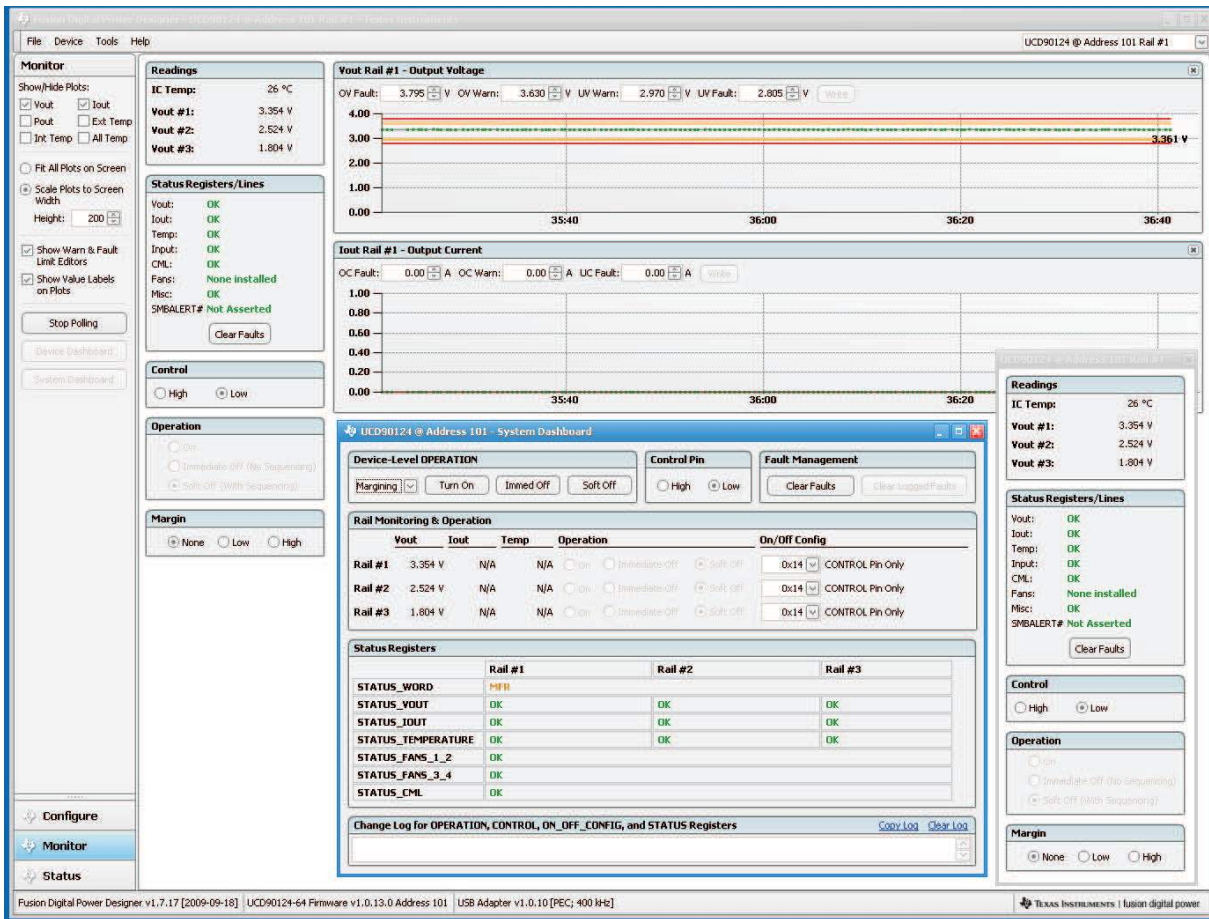 Fusion Digital Power Designer - UCD90124 @ Address 101 Rail #1 - Texas Instruments
File Device Tools Help
UCD90124 @ Address 101 Rail #1
Monitor
Show/Hide Plots:
Vout Iout
Pout Ext Temp
Int Temp All Temp
Fit All Plots on Screen
Scale Plots to Screen
Width
Height: 200
Show Warn & Fault
Limit Editors
Show Value Labels
on Plots
Stop Polling
Device Dashboard
System Dashboard
Configure
Monitor
Status
Readings
IC Temp: 26 °C
Vout #1: 3.354 V
Vout #2: 2.524 V
Vout #3: 1.804 V
Status Registers/Lines
Vout: OK
Iout: OK
Temp: OK
Input: OK
CML: OK
Fans: None installed
Misc: OK
SMBALERT# Not Asserted
Clear Faults
Control
High Low
Operation
On
Immediate Off (No Sequencing)
Soft Off (With Sequencing)
Margin
None Low High
Vout Rail #1 - Output Voltage
OV Fault: 3.795 V OV Warn: 3.630 V UV Warn: 2.970 V UV Fault: 2.805 V Write
4.00
3.00
2.00
1.00
0.00
3.361 V
35:40 36:00 36:20 36:40
Iout Rail #1 - Output Current
OC Fault: 0.00 A OC Warn: 0.00 A UC Fault: 0.00 A Write
1.00
0.80
0.60
0.40
0.20
0.00
35:40 36:00 36:20
UCD90124 @ Address 101 - System Dashboard
Device-Level OPERATION
Margining Turn On Immed Off Soft Off
Control Pin
High Low
Fault Management
Clear Faults Clear Logged Faults
Rail Monitoring & Operation
Vout Iout Temp Operation On/Off Config
Rail #1 3.354 V N/A N/A On Immediate Off Soft Off 0x14 CONTROL Pin Only
Rail #2 2.524 V N/A N/A On Immediate Off Soft Off 0x14 CONTROL Pin Only
Rail #3 1.804 V N/A N/A On Immediate Off Soft Off 0x14 CONTROL Pin Only
Status Registers
Rail #1 Rail #2 Rail #3
STATUS_WORD MFR
STATUS_VOUT OK OK OK
STATUS_IOUT OK OK OK
STATUS_TEMPERATURE OK OK OK
STATUS_FANS_1_2 OK
STATUS_FANS_3_4 OK
STATUS_CML OK
Change Log for OPERATION, CONTROL, ON_OFF_CONFIG, and STATUS Registers Copy Log Clear Log
UCD90124 @ Address 101 Rail #1
Readings
IC Temp: 26 °C
Vout #1: 3.354 V
Vout #2: 2.524 V
Vout #3: 1.804 V
Status Registers/Lines
Vout: OK
Iout: OK
Temp: OK
Input: OK
CML: OK
Fans: None installed
Misc: OK
SMBALERT# Not Asserted
Clear Faults
Control
High Low
Operation
On
Immediate Off (No Sequencing)
Soft Off (With Sequencing)
Margin
None Low High
Fusion Digital Power Designer v1.7.17 [2009-09-18] UCD90124-64 Firmware v1.0.13.0 Address 101 USB Adapter v1.0.10 [PEC; 400 kHz]
TEXAS INSTRUMENTS | fusion digital power